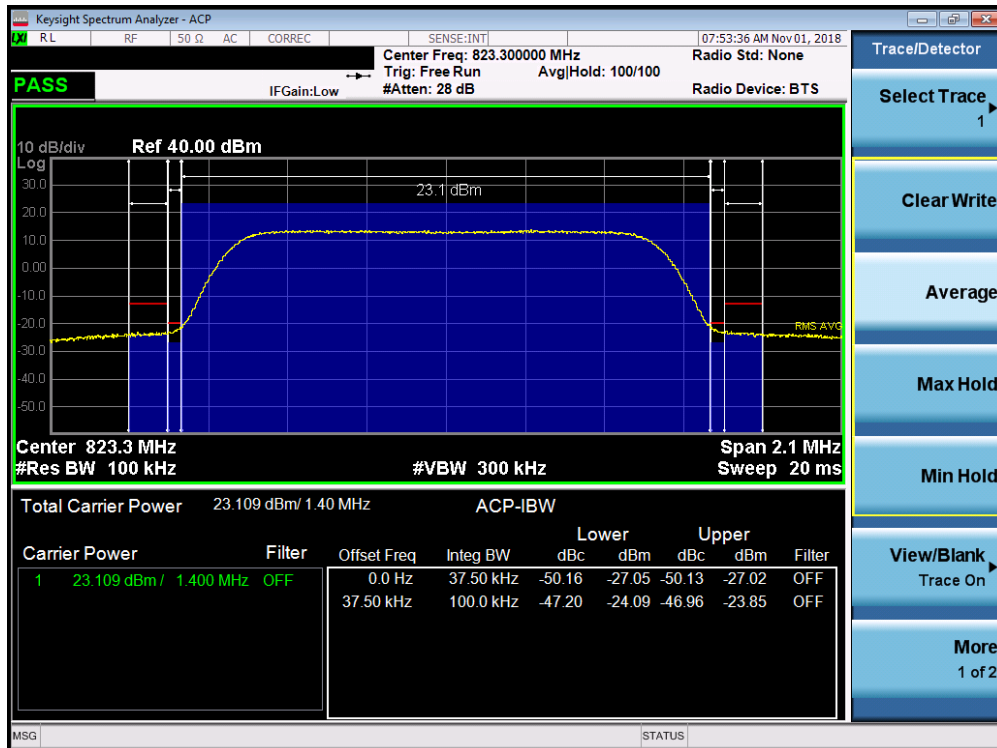 Keysight Spectrum Analyzer - ACP
LXI RL RF 50 Ω AC CORREC SENSE:INT 07:53:36 AM Nov 01, 2018
Center Freq: 823.300000 MHz Radio Std: None
Trig: Free Run Avg|Hold: 100/100
PASS IFGain:Low #Atten: 28 dB Radio Device: BTS
10 dB/div Ref 40.00 dBm
Log
30.0
23.1 dBm
20.0
10.0
0.00
-10.0
-20.0
RMS AVG
-30.0
-40.0
-50.0
Center 823.3 MHz Span 2.1 MHz
#Res BW 100 kHz #VBW 300 kHz Sweep 20 ms
Total Carrier Power 23.109 dBm/ 1.40 MHz ACP-IBW
Lower Upper
Carrier Power Filter Offset Freq Integ BW dBc dBm dBc dBm Filter
1 23.109 dBm / 1.400 MHz OFF 0.0 Hz 37.50 kHz -50.16 -27.05 -50.13 -27.02 OFF
37.50 kHz 100.0 kHz -47.20 -24.09 -46.96 -23.85 OFF
MSG STATUS
Trace/Detector
Select Trace
1
Clear Write
Average
Max Hold
Min Hold
View/Blank
Trace On
More
1 of 2